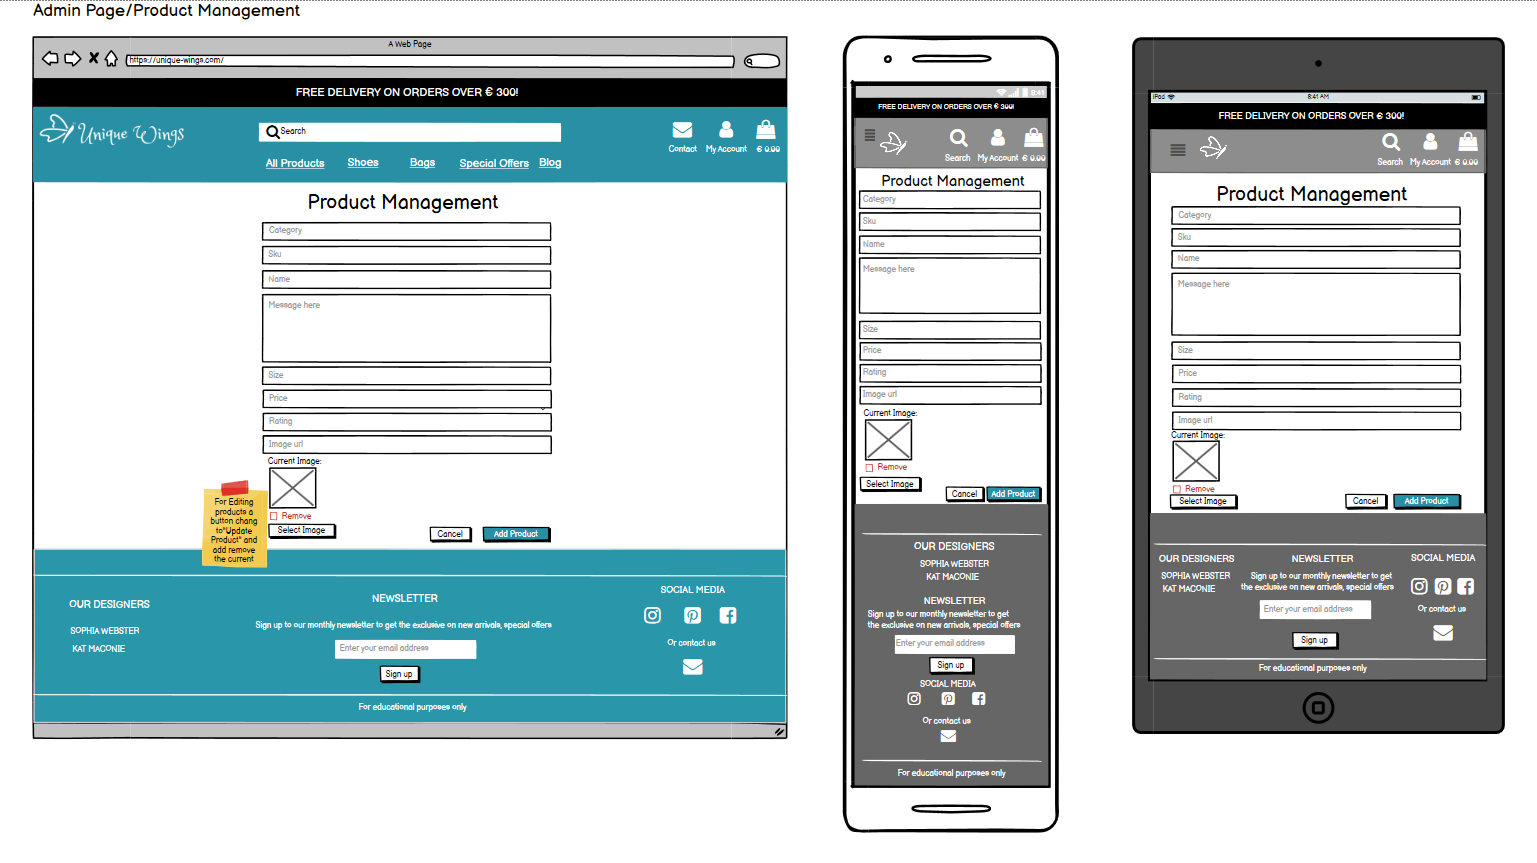 Admin Page/Product Management
A Web Page
https://unique-wings.com/
FREE DELIVERY ON ORDERS OVER € 300!
Unique Wings
Search
Contact
My Account
€ 0.00
All Products
Shoes
Bags
Special Offers
Blog
Product Management
Category
Sku
Name
Message here
Size
Price
Rating
Image url
Current Image:
Remove
Select Image
Cancel
Add Product
For Editing
products a
button chang
to"Update
Product" and
add remove
the current
OUR DESIGNERS
SOPHIA WEBSTER
KAT MACONIE
NEWSLETTER
Sign up to our monthly newsletter to get the exclusive on new arrivals, special offers
Enter your email address
Sign up
SOCIAL MEDIA
Or contact us
For educational purposes only
8:41
FREE DELIVERY ON ORDERS OVER € 300!
Search
My Account
€ 0.00
Product Management
Category
Sku
Name
Message here
Size
Price
Rating
Image url
Current Image:
Remove
Select Image
Cancel
Add Product
OUR DESIGNERS
SOPHIA WEBSTER
KAT MACONIE
NEWSLETTER
Sign up to our monthly newsletter to get
the exclusive on new arrivals, special offers
Enter your email address
Sign up
SOCIAL MEDIA
Or contact us
For educational purposes only
iPad
8:41 AM
FREE DELIVERY ON ORDERS OVER € 300!
Search
My Account
€ 0.00
Product Management
Category
Sku
Name
Message here
Size
Price
Rating
Image url
Current Image:
Remove
Select Image
Cancel
Add Product
OUR DESIGNERS
SOPHIA WEBSTER
KAT MACONIE
NEWSLETTER
Sign up to our monthly newsletter to get
the exclusive on new arrivals, special offers
Enter your email address
Sign up
SOCIAL MEDIA
Or contact us
For educational purposes only